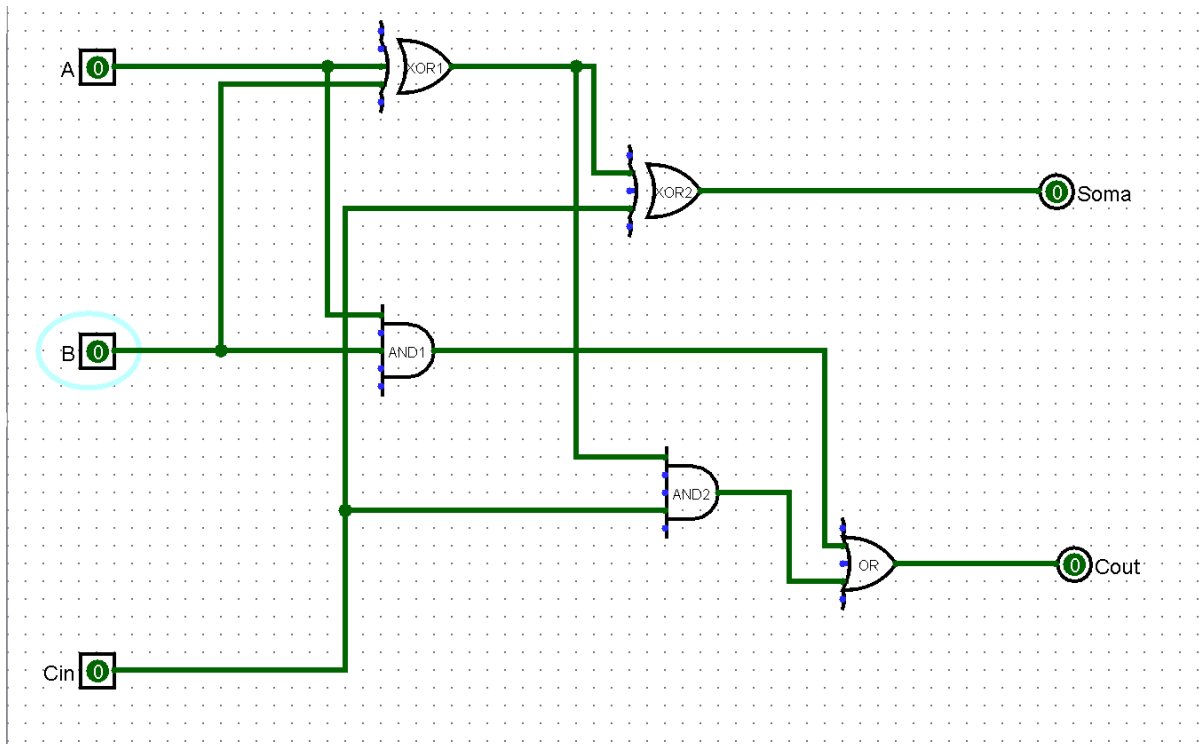 A 0
XOR1
XOR2
0 Soma
B 0
AND1
AND2
OR
0 Cout
Cin 0